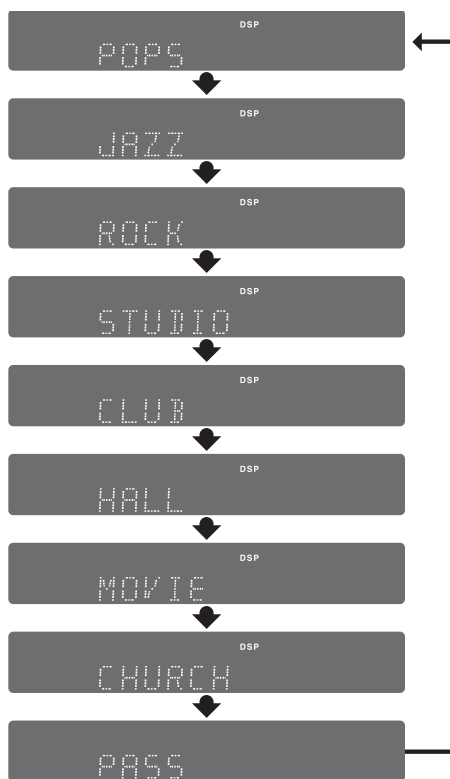 DSP
POPS
DSP
JAZZ
DSP
ROCK
DSP
STUDIO
DSP
CLUB
DSP
HALL
DSP
MOVIE
DSP
CHURCH
PASS